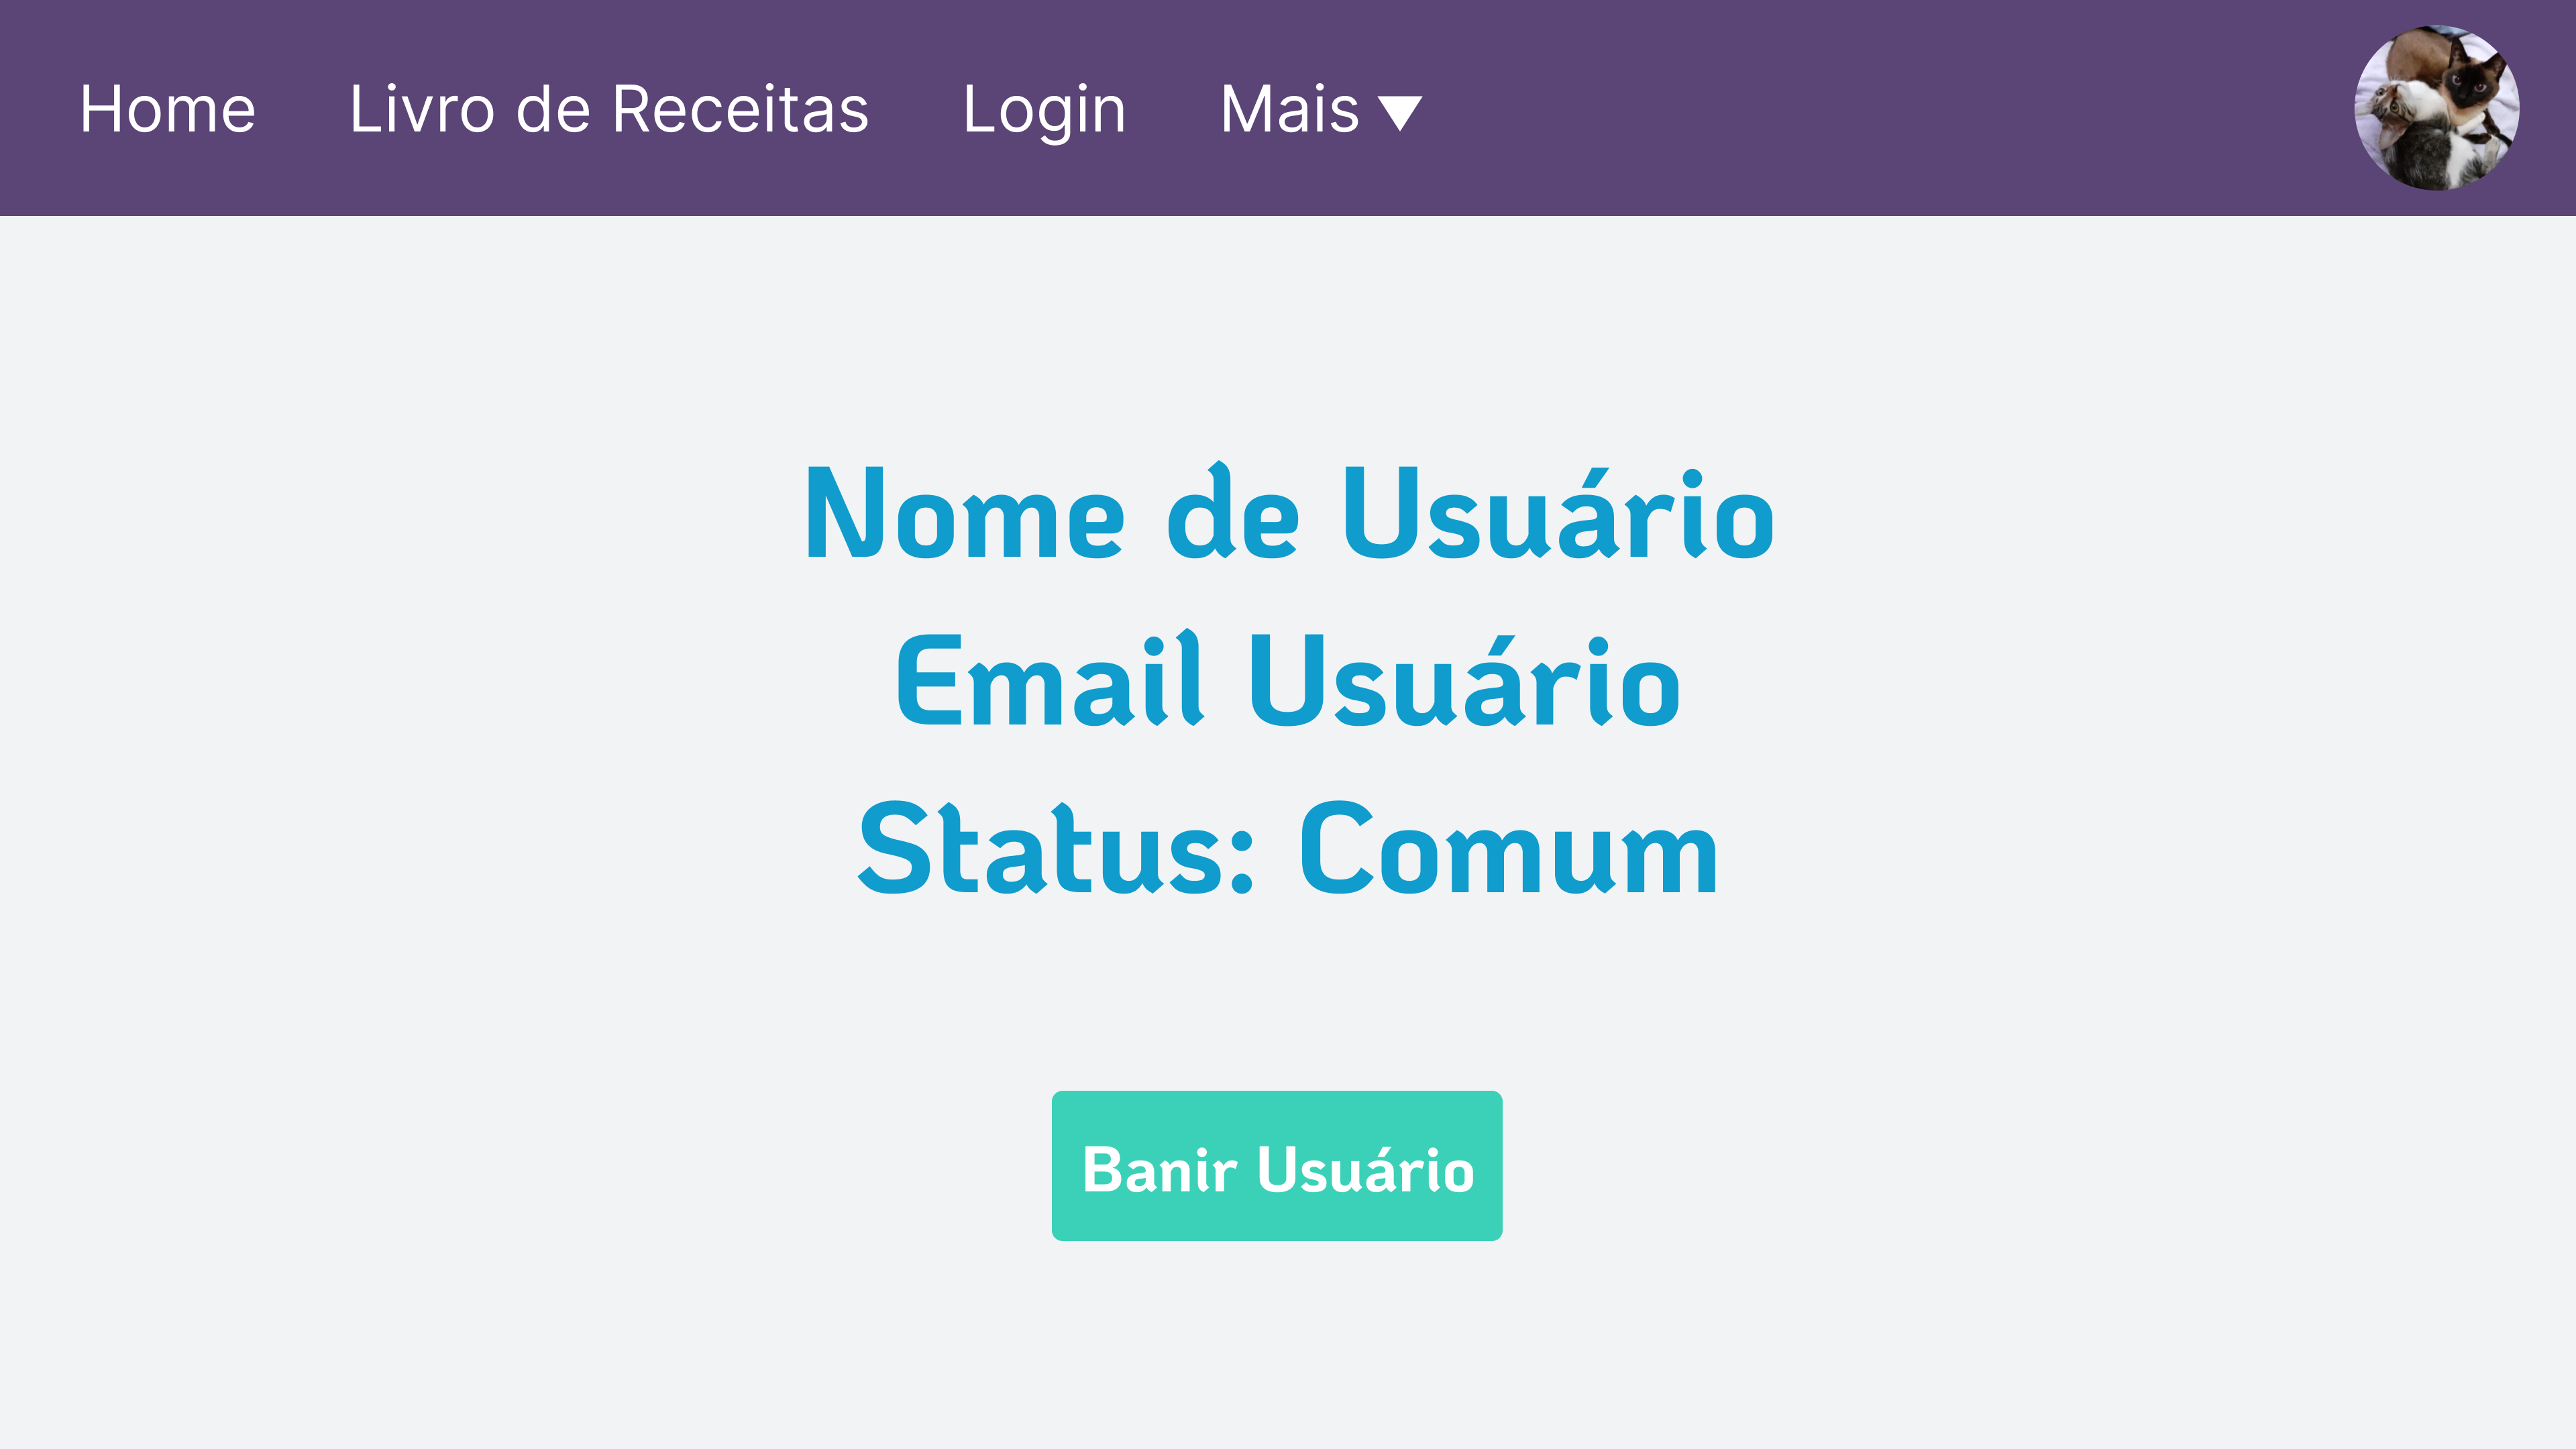 Home Livro de Receitas Login Mais
Nome de Usuário
Email Usuário
Status: Comum
Banir Usuário